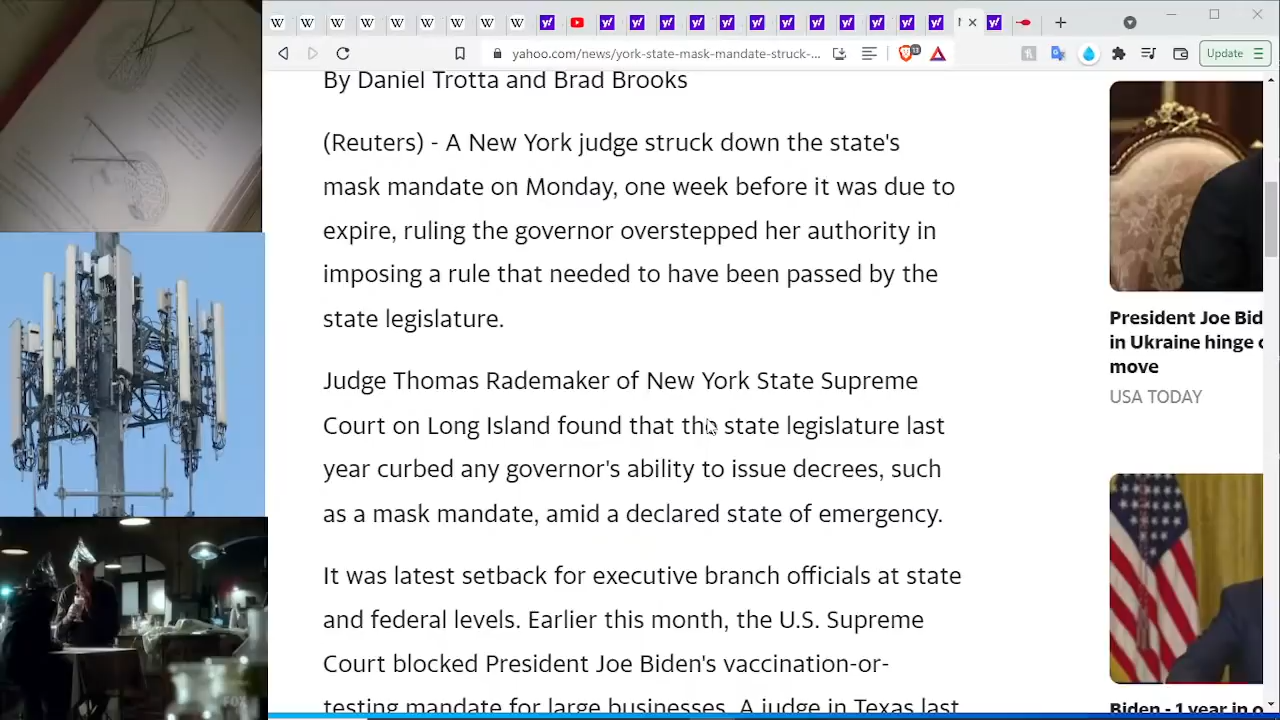 yahoo.com/news/york-state-mask-mandate-struck-...
Update
By Daniel Trotta and Brad Brooks
(Reuters) - A New York judge struck down the state's
mask mandate on Monday, one week before it was due to
expire, ruling the governor overstepped her authority in
imposing a rule that needed to have been passed by the
state legislature.
Judge Thomas Rademaker of New York State Supreme
Court on Long Island found that the state legislature last
year curbed any governor's ability to issue decrees, such
as a mask mandate, amid a declared state of emergency.
It was latest setback for executive branch officials at state
and federal levels. Earlier this month, the U.S. Supreme
Court blocked President Joe Biden's vaccination-or-
testing mandate for large businesses. A judge in Texas last
President Joe Bid
in Ukraine hinge
move
USA TODAY
Biden - 1 year in o
FOX